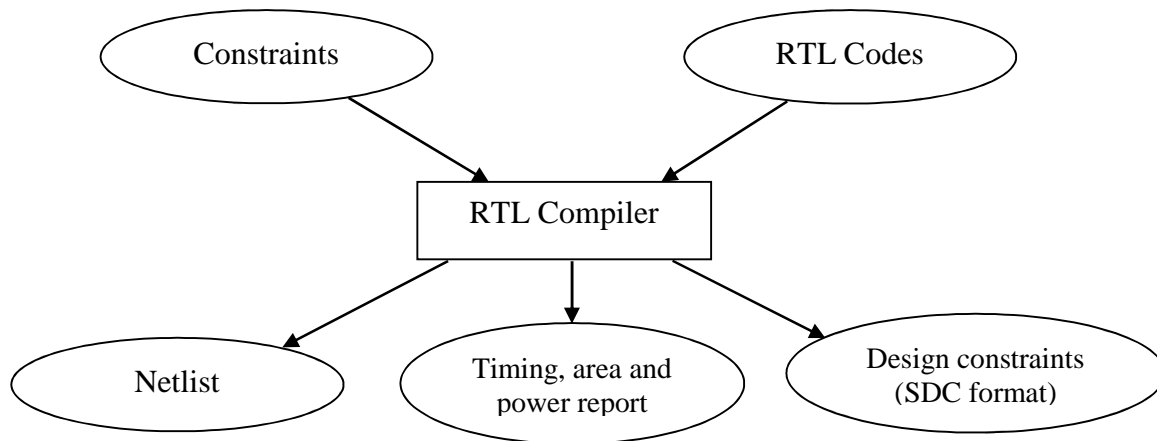 Constraints
RTL Codes
RTL Compiler
Netlist
Timing, area and
power report
Design constraints
(SDC format)